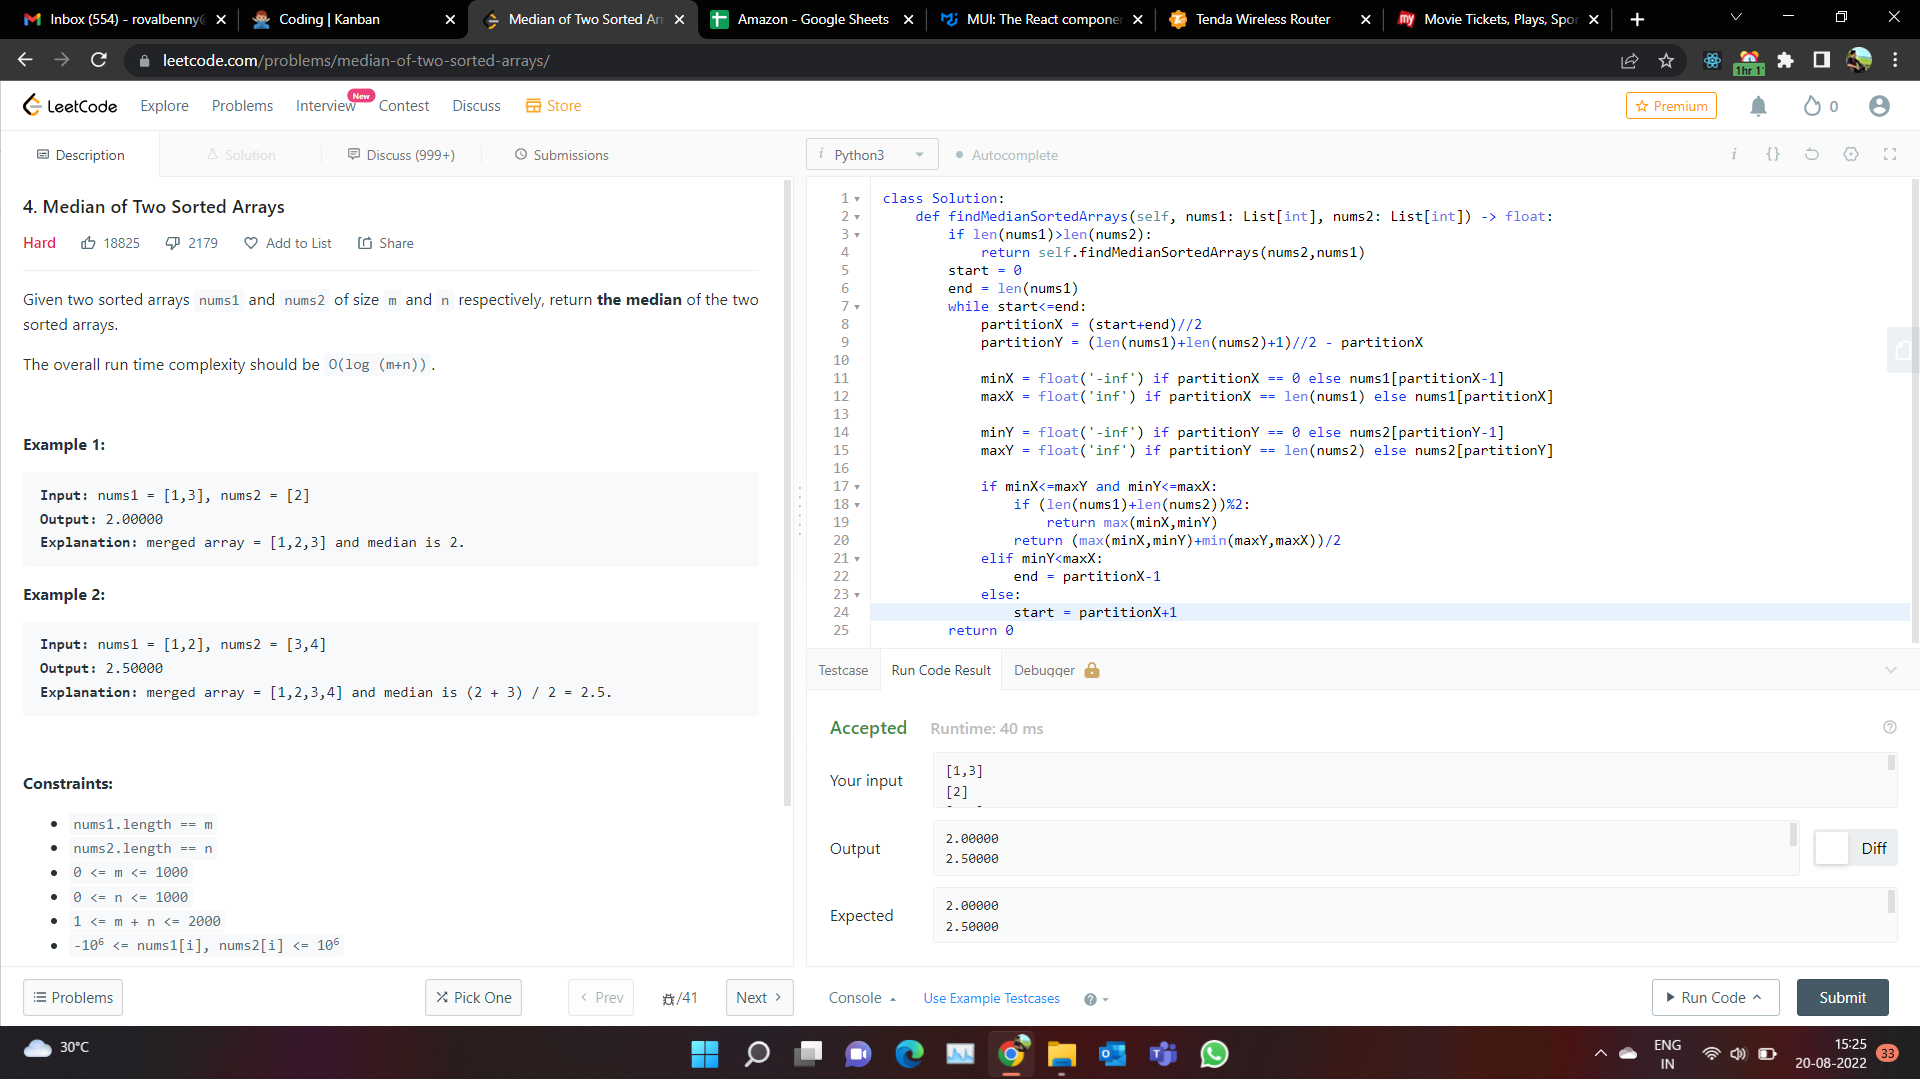 Inbox (554) - rovalbenny@
Coding | Kanban
Median of Two Sorted Arr
Amazon - Google Sheets
MUI: The React componen
Tenda Wireless Router
Movie Tickets, Plays, Spor
leetcode.com/problems/median-of-two-sorted-arrays/
1hr 1
LeetCode Explore Problems Interview New Contest Discuss Store
Premium 0
Description Solution Discuss (999+) Submissions
i Python3 Autocomplete i {}
4. Median of Two Sorted Arrays
Hard 18825 2179 Add to List Share
Given two sorted arrays nums1 and nums2 of size m and n respectively, return the median of the two
sorted arrays.
The overall run time complexity should be O(log (m+n)) .
Example 1:
Input: nums1 = [1,3], nums2 = [2]
Output: 2.00000
Explanation: merged array = [1,2,3] and median is 2.
Example 2:
Input: nums1 = [1,2], nums2 = [3,4]
Output: 2.50000
Explanation: merged array = [1,2,3,4] and median is (2 + 3) / 2 = 2.5.
Constraints:
nums1.length == m
nums2.length == n
0 <= m <= 1000
0 <= n <= 1000
1 <= m + n <= 2000
-10⁶ <= nums1[i], nums2[i] <= 10⁶
Problems Pick One Prev /41 Next
1 class Solution:
2 def findMedianSortedArrays(self, nums1: List[int], nums2: List[int]) -> float:
3 if len(nums1)>len(nums2):
4 return self.findMedianSortedArrays(nums2,nums1)
5 start = 0
6 end = len(nums1)
7 while start<=end:
8 partitionX = (start+end)//2
9 partitionY = (len(nums1)+len(nums2)+1)//2 - partitionX
10
11 minX = float('-inf') if partitionX == 0 else nums1[partitionX-1]
12 maxX = float('inf') if partitionX == len(nums1) else nums1[partitionX]
13
14 minY = float('-inf') if partitionY == 0 else nums2[partitionY-1]
15 maxY = float('inf') if partitionY == len(nums2) else nums2[partitionY]
16
17 if minX<=maxY and minY<=maxX:
18 if (len(nums1)+len(nums2))%2:
19 return max(minX,minY)
20 return (max(minX,minY)+min(maxY,maxX))/2
21 elif minY<maxX:
22 end = partitionX-1
23 else:
24 start = partitionX+1
25 return 0
Testcase Run Code Result Debugger
Accepted Runtime: 40 ms
Your input
[1,3]
[2]
Output
2.00000
2.50000
Diff
Expected
2.00000
2.50000
Console Use Example Testcases Run Code Submit
30°C
ENG
IN
15:25
20-08-2022
33